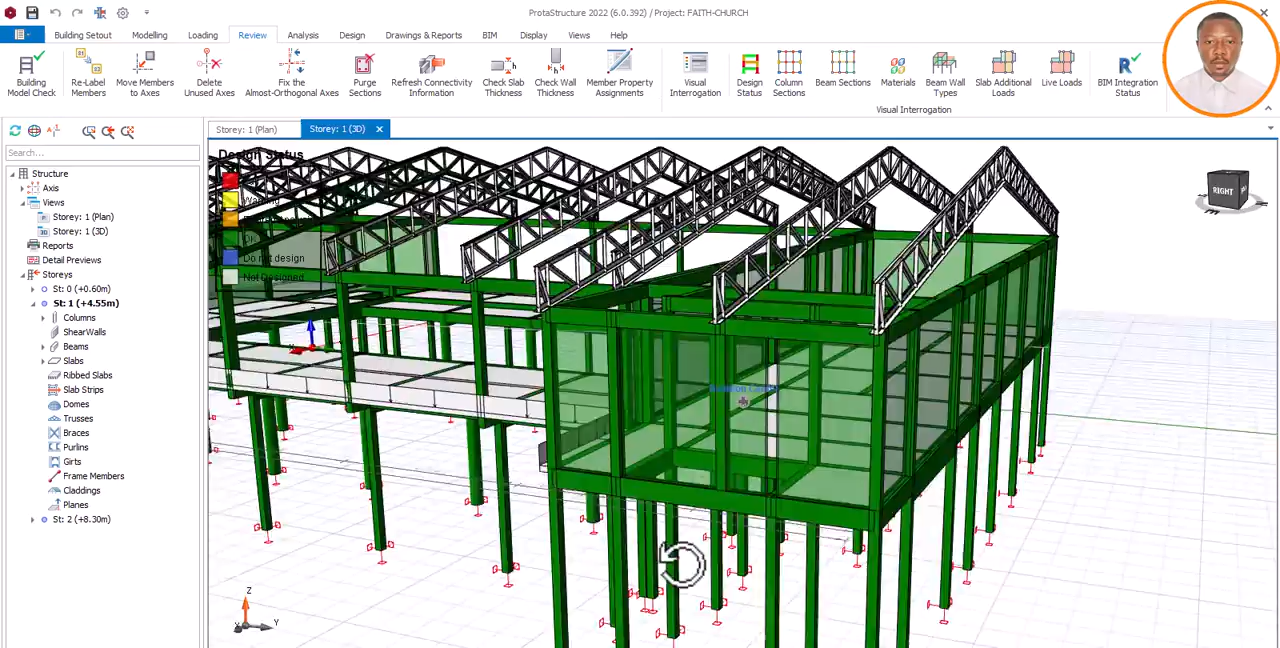 ProtaStructure 2022 (6.0.392) / Project: FAITH-CHURCH
Building Setout Modelling Loading Review Analysis Design Drawings & Reports BIM Display Views Help
Building Model Check
Re-Label Members
Move Members to Axes
Delete Unused Axes
Fix the Almost-Orthogonal Axes
Purge Sections
Refresh Connectivity Information
Check Slab Thickness
Check Wall Thickness
Member Property Assignments
Visual Interrogation
Design Status
Column Sections
Beam Sections
Materials
Beam Wall Types
Slab Additional Loads
Live Loads
BIM Integration Status
Visual Interrogation
Storey: 1 (Plan)
Storey: 1 (3D)
Search...
Structure
Axis
Views
Storey: 1 (Plan)
Storey: 1 (3D)
Reports
Detail Previews
Storeys
St: 0 (+0.60m)
St: 1 (+4.55m)
Columns
ShearWalls
Beams
Slabs
Ribbed Slabs
Slab Strips
Domes
Trusses
Braces
Purlins
Girts
Frame Members
Claddings
Planes
St: 2 (+8.30m)
Design Status
Do not design
Not Designed
RIGHT
Z
Y